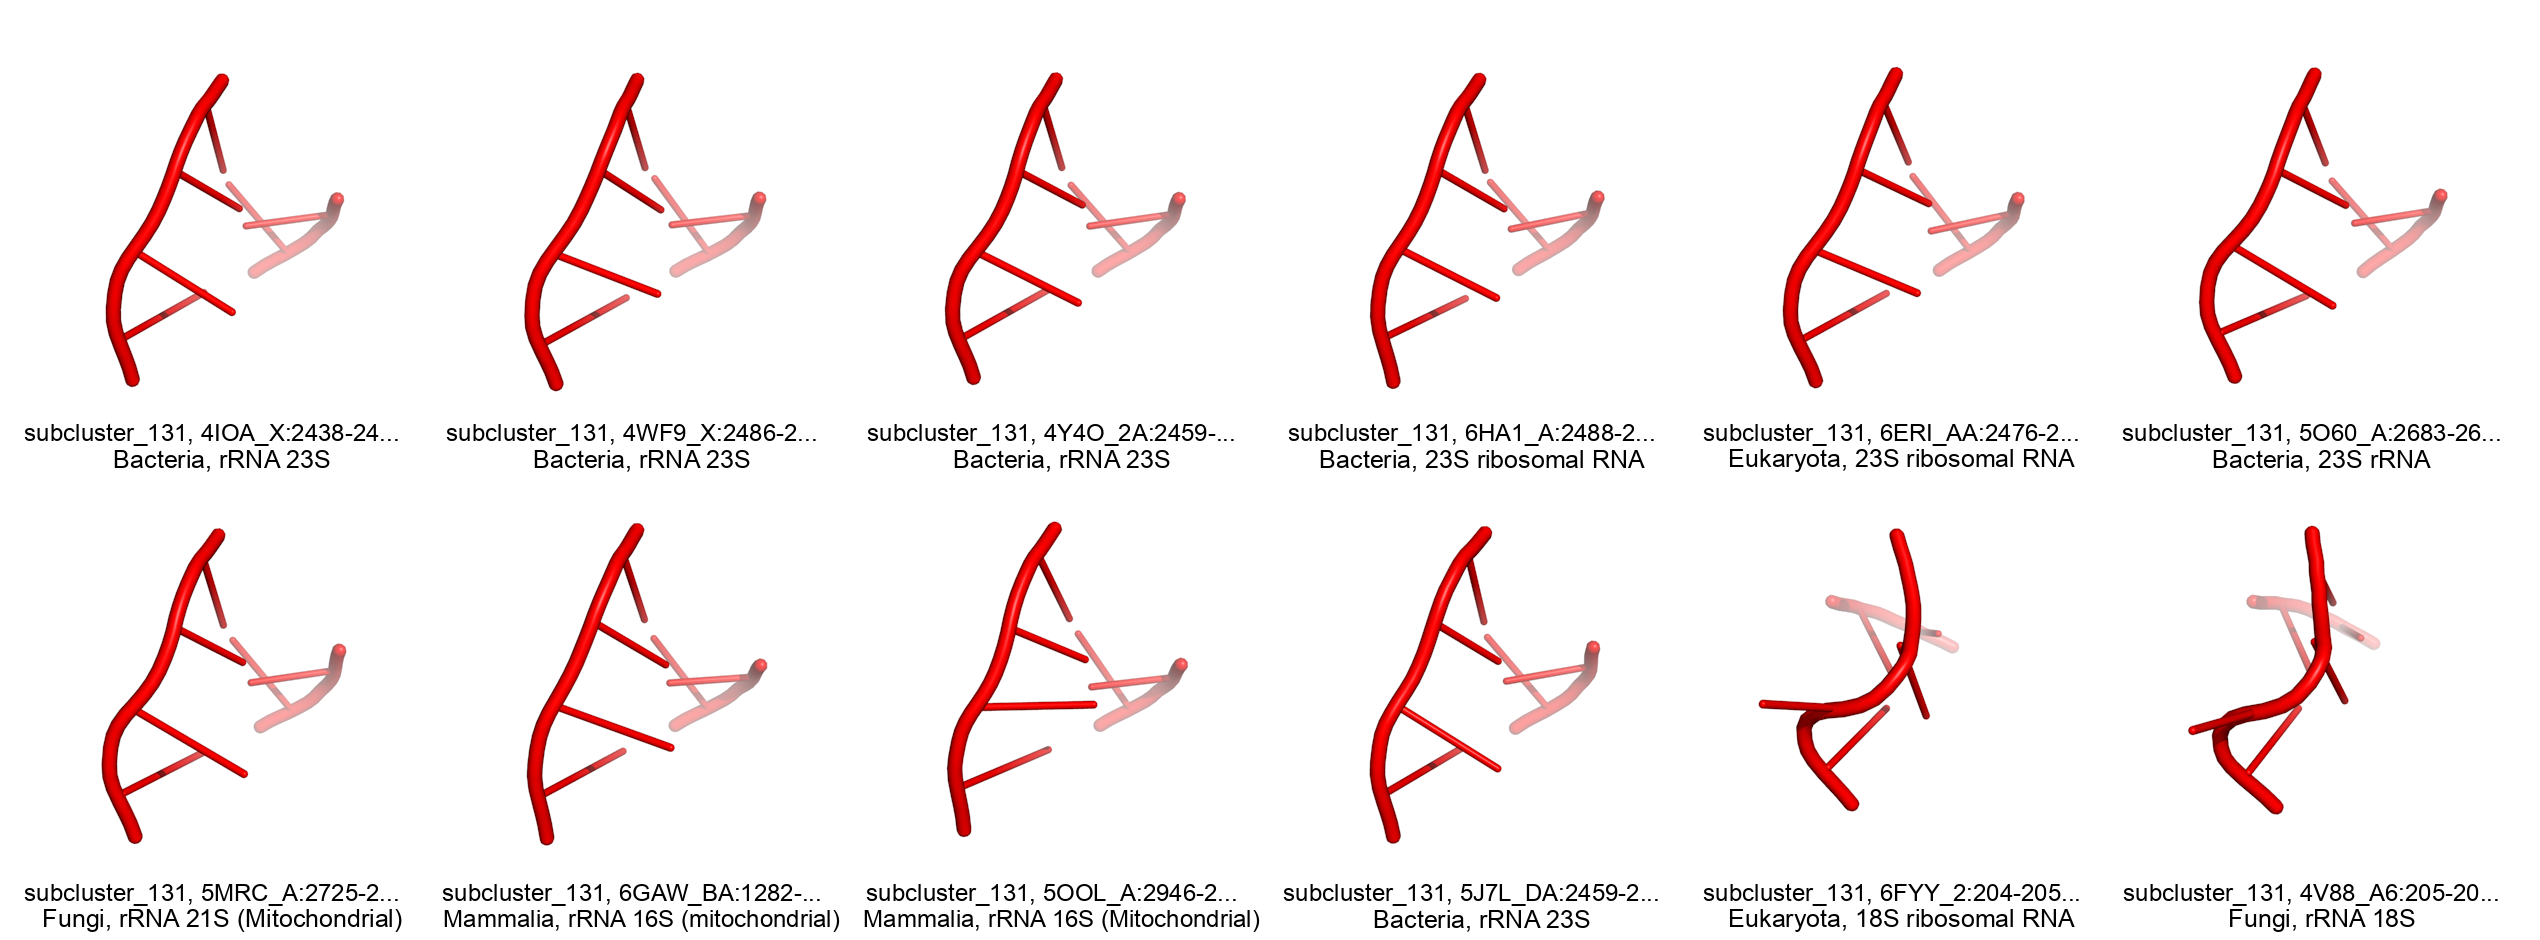 subcluster_131, 4IOA_X:2438-24...
Bacteria, rRNA 23S
subcluster_131, 4WF9_X:2486-2...
Bacteria, rRNA 23S
subcluster_131, 4Y4O_2A:2459-...
Bacteria, rRNA 23S
subcluster_131, 6HA1_A:2488-2...
Bacteria, 23S ribosomal RNA
subcluster_131, 6ERI_AA:2476-2...
Eukaryota, 23S ribosomal RNA
subcluster_131, 5O60_A:2683-26...
Bacteria, 23S rRNA
subcluster_131, 5MRC_A:2725-2...
Fungi, rRNA 21S (Mitochondrial)
subcluster_131, 6GAW_BA:1282-...
Mammalia, rRNA 16S (mitochondrial)
subcluster_131, 5OOL_A:2946-2...
Mammalia, rRNA 16S (Mitochondrial)
subcluster_131, 5J7L_DA:2459-2...
Bacteria, rRNA 23S
subcluster_131, 6FYY_2:204-205...
Eukaryota, 18S ribosomal RNA
subcluster_131, 4V88_A6:205-20...
Fungi, rRNA 18S